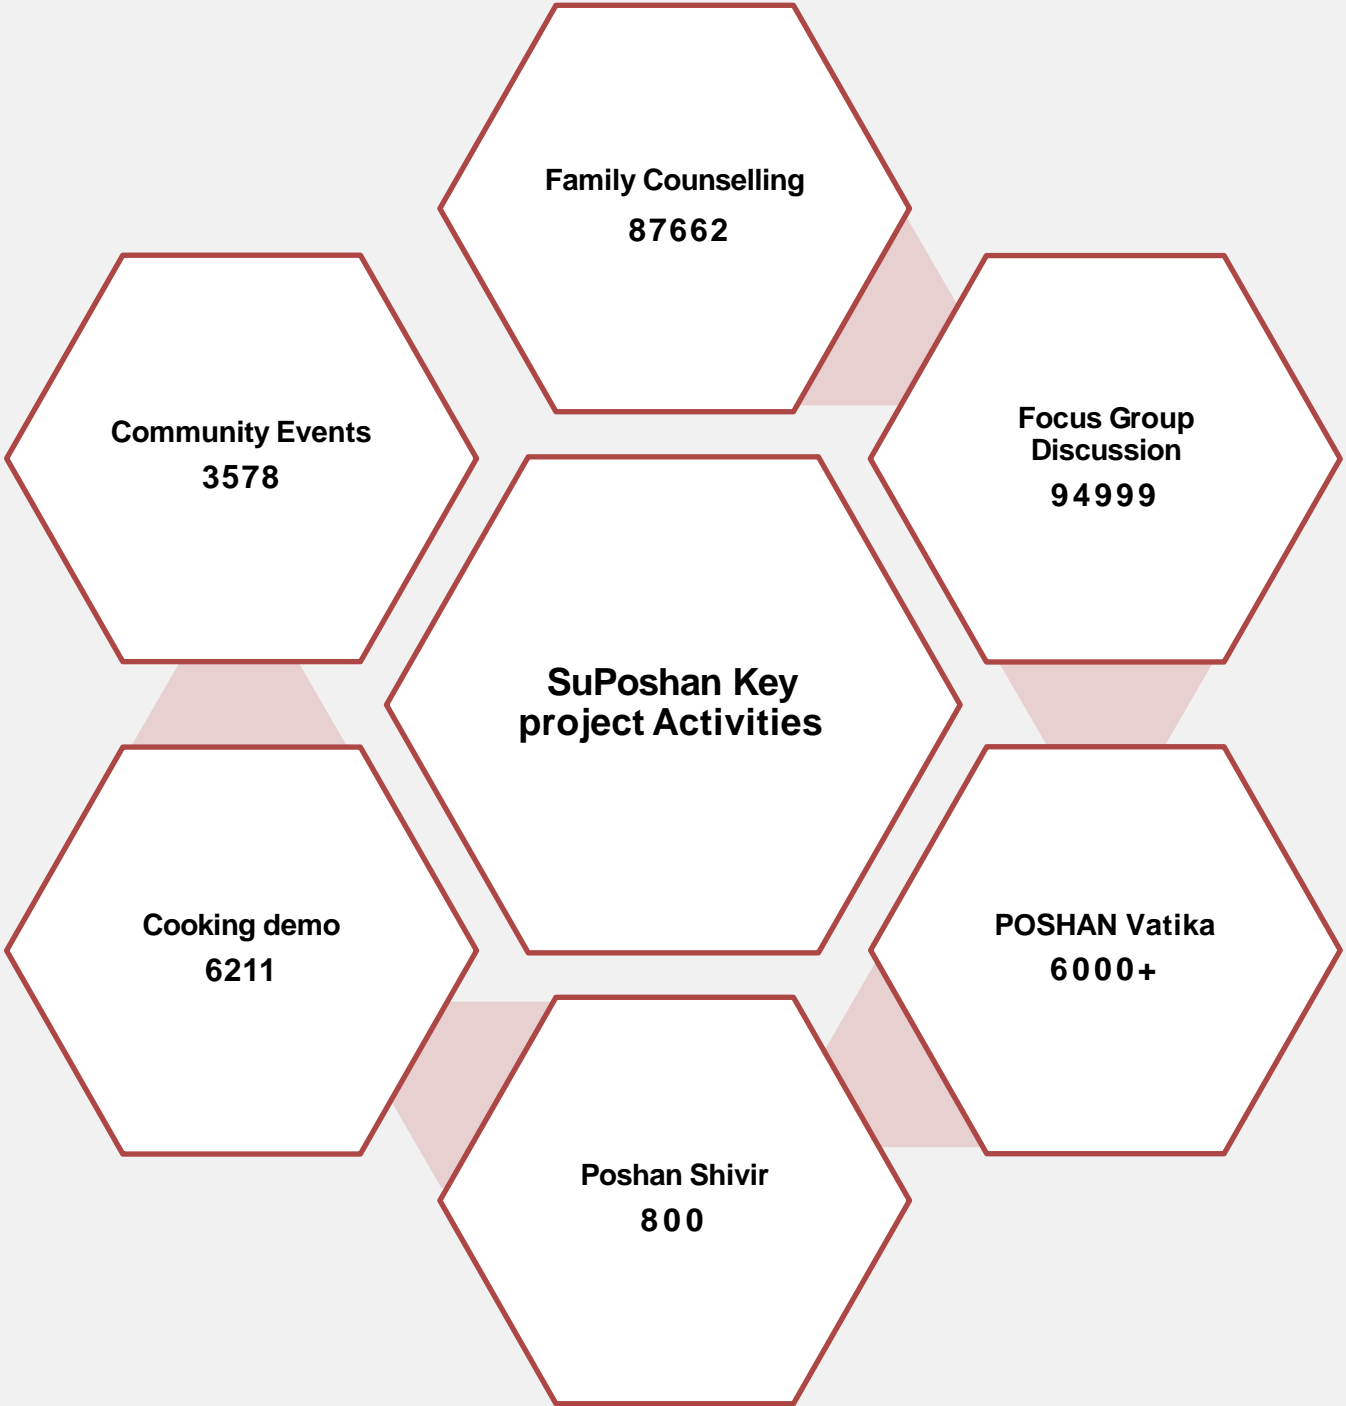 Family Counselling
87662
Focus Group
Discussion
94999
POSHAN Vatika
6000+
Poshan Shivir
800
Cooking demo
6211
Community Events
3578
SuPoshan Key
project Activities